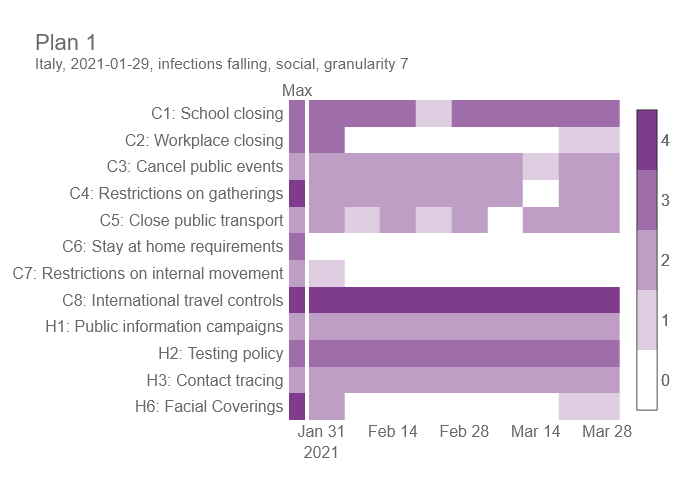 Plan 1
Italy, 2021-01-29, infections falling, social, granularity 7
Max
C1: School closing
C2: Workplace closing
C3: Cancel public events
C4: Restrictions on gatherings
C5: Close public transport
C6: Stay at home requirements
C7: Restrictions on internal movement
C8: International travel controls
H1: Public information campaigns
H2: Testing policy
H3: Contact tracing
H6: Facial Coverings
Jan 31 Feb 14 Feb 28 Mar 14 Mar 28
2021
4
3
2
1
0